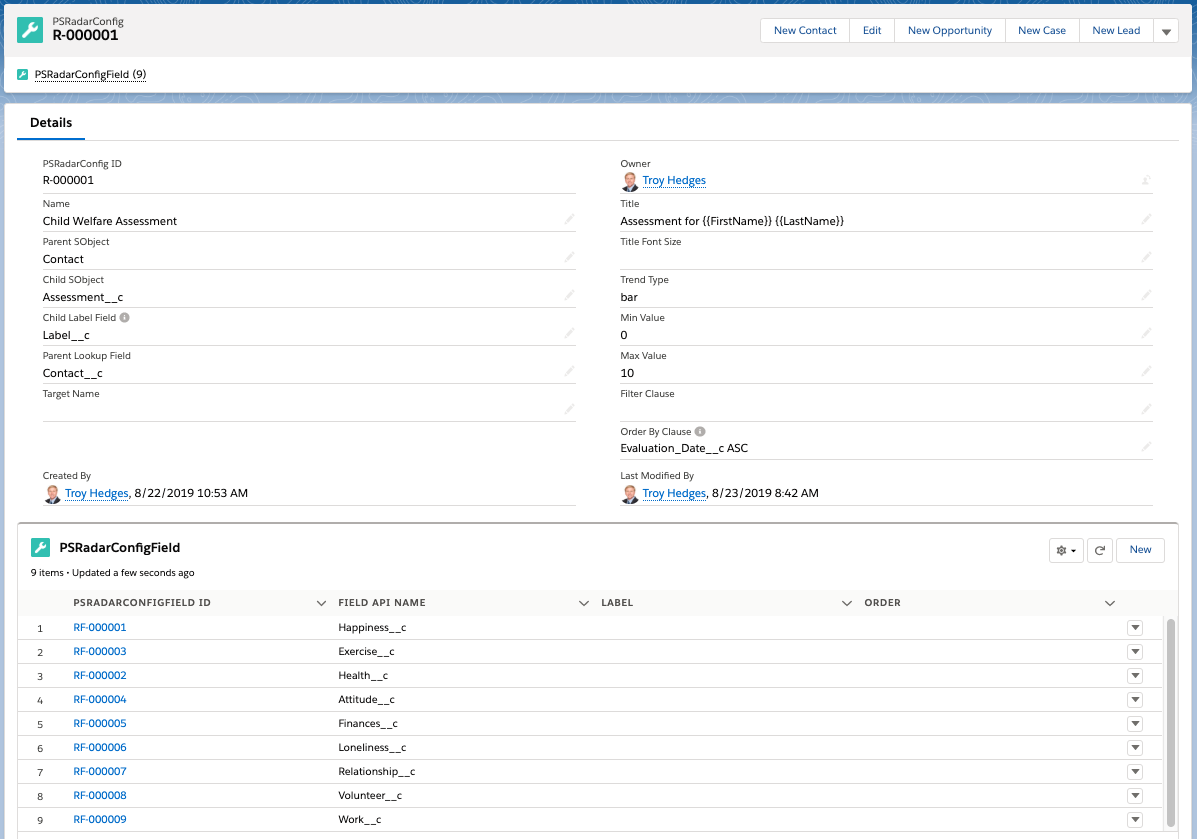 PSRadarConfig
R-000001
New Contact Edit New Opportunity New Case New Lead
PSRadarConfigField (9)
Details
PSRadarConfig ID
R-000001
Owner
Troy Hedges
Name
Child Welfare Assessment
Title
Assessment for {{FirstName}} {{LastName}}
Parent SObject
Contact
Title Font Size
Child SObject
Assessment__c
Trend Type
bar
Child Label Field
Label__c
Min Value
0
Parent Lookup Field
Contact__c
Max Value
10
Target Name
Filter Clause
Order By Clause
Evaluation_Date__c ASC
Created By
Troy Hedges, 8/22/2019 10:53 AM
Last Modified By
Troy Hedges, 8/23/2019 8:42 AM
PSRadarConfigField
New
9 items • Updated a few seconds ago
PSRADARCONFIGFIELD ID FIELD API NAME LABEL ORDER
1 RF-000001 Happiness__c
2 RF-000003 Exercise__c
3 RF-000002 Health__c
4 RF-000004 Attitude__c
5 RF-000005 Finances__c
6 RF-000006 Loneliness__c
7 RF-000007 Relationship__c
8 RF-000008 Volunteer__c
9 RF-000009 Work__c